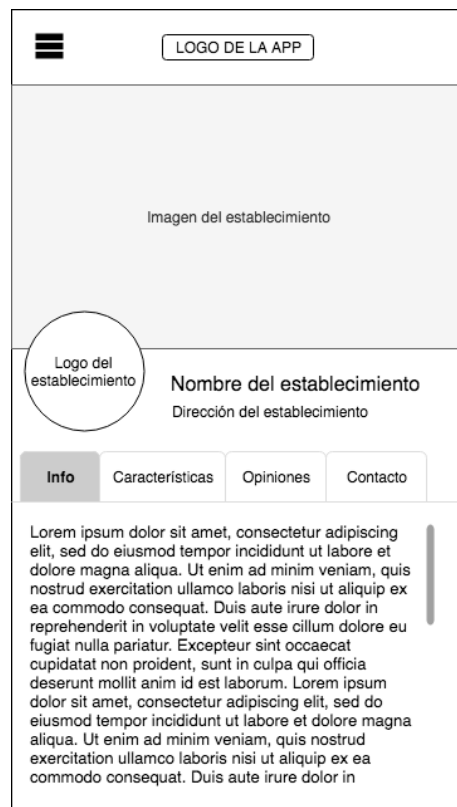 LOGO DE LA APP
Imagen del establecimiento
Logo del
establecimiento
Nombre del establecimiento
Dirección del establecimiento
Info
Características
Opiniones
Contacto
Lorem ipsum dolor sit amet, consectetur adipiscing
elit, sed do eiusmod tempor incididunt ut labore et
dolore magna aliqua. Ut enim ad minim veniam, quis
nostrud exercitation ullamco laboris nisi ut aliquip ex
ea commodo consequat. Duis aute irure dolor in
reprehenderit in voluptate velit esse cillum dolore eu
fugiat nulla pariatur. Excepteur sint occaecat
cupidatat non proident, sunt in culpa qui officia
deserunt mollit anim id est laborum. Lorem ipsum
dolor sit amet, consectetur adipiscing elit, sed do
eiusmod tempor incididunt ut labore et dolore magna
aliqua. Ut enim ad minim veniam, quis nostrud
exercitation ullamco laboris nisi ut aliquip ex ea
commodo consequat. Duis aute irure dolor in